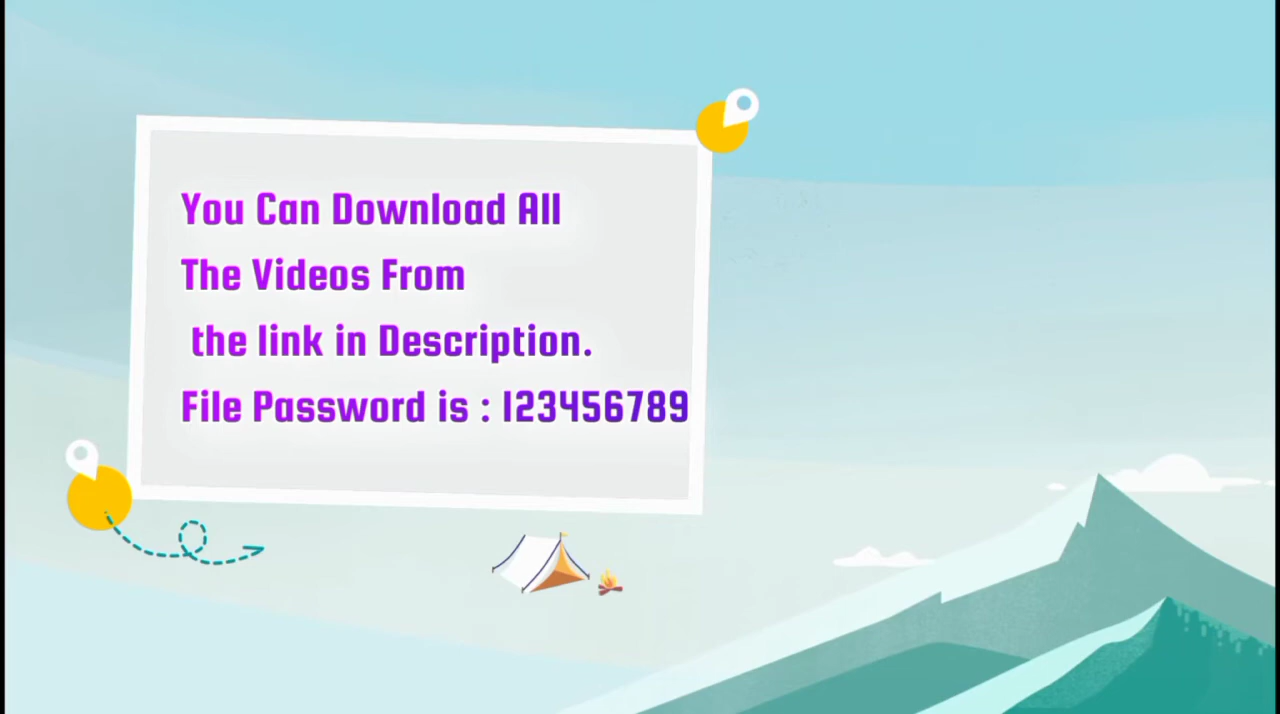 You Can Download All
The Videos From
the link in Description.
File Password is : 123456789